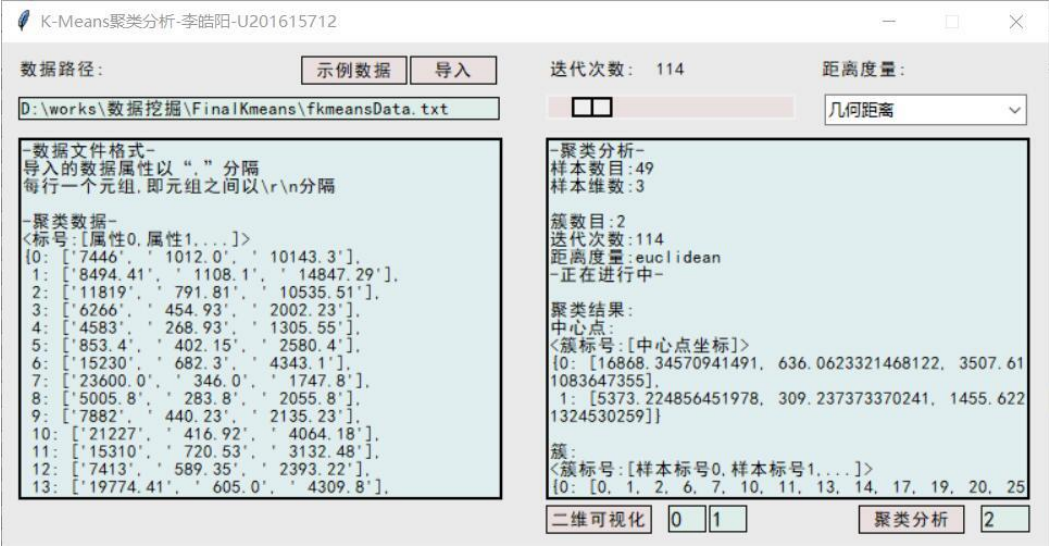 K-Means聚类分析-李皓阳-U201615712
数据路径:
示例数据
导入
D:\works\数据挖掘\FinalKmeans\fkmeansData.txt
-数据文件格式-
导入的数据属性以“,”分隔
每行一个元组,即元组之间以\r\n分隔
-聚类数据-
<标号:[属性0,属性1,...]>
{0: ['7446', ' 1012.0', ' 10143.3'],
1: ['8494.41', ' 1108.1', ' 14847.29'],
2: ['11819', ' 791.81', ' 10535.51'],
3: ['6266', ' 454.93', ' 2002.23'],
4: ['4583', ' 268.93', ' 1305.55'],
5: ['853.4', ' 402.15', ' 2580.4'],
6: ['15230', ' 682.3', ' 4343.1'],
7: ['23600.0', ' 346.0', ' 1747.8'],
8: ['5005.8', ' 283.8', ' 2055.8'],
9: ['7882', ' 440.23', ' 2135.23'],
10: ['21227', ' 416.92', ' 4064.18'],
11: ['15310', ' 720.53', ' 3132.48'],
12: ['7413', ' 589.35', ' 2393.22'],
13: ['19774.41', ' 605.0', ' 4309.8'],
迭代次数: 114
距离度量:
几何距离
-聚类分析-
样本数目:49
样本维数:3
簇数目:2
迭代次数:114
距离度量:euclidean
-正在进行中-
聚类结果:
中心点:
<簇标号:[中心点坐标]>
{0: [16868.34570941491, 636.0623321468122, 3507.61
1083647355],
1: [5373.224856451978, 309.237373370241, 1455.622
1324530259]}
簇:
<簇标号:[样本标号0,样本标号1,...]>
{0: [0, 1, 2, 6, 7, 10, 11, 13, 14, 17, 19, 20, 25
二维可视化
0
1
聚类分析
2